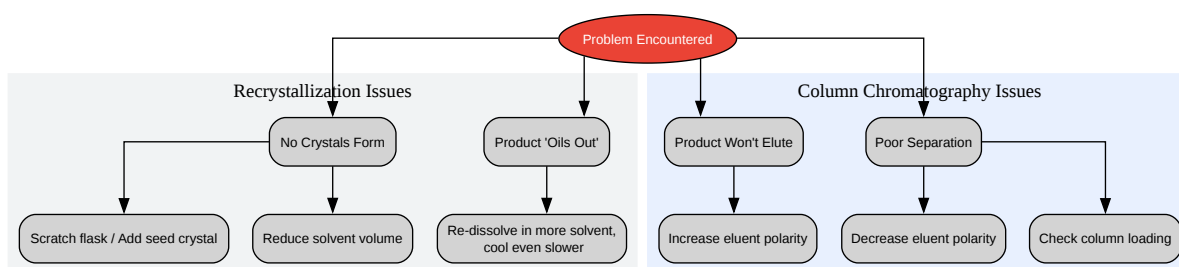 Problem Encountered
Recrystallization Issues
Column Chromatography Issues
No Crystals Form
Product 'Oils Out'
Product Won't Elute
Poor Separation
Scratch flask / Add seed crystal
Reduce solvent volume
Re-dissolve in more solvent,
cool even slower
Increase eluent polarity
Decrease eluent polarity
Check column loading